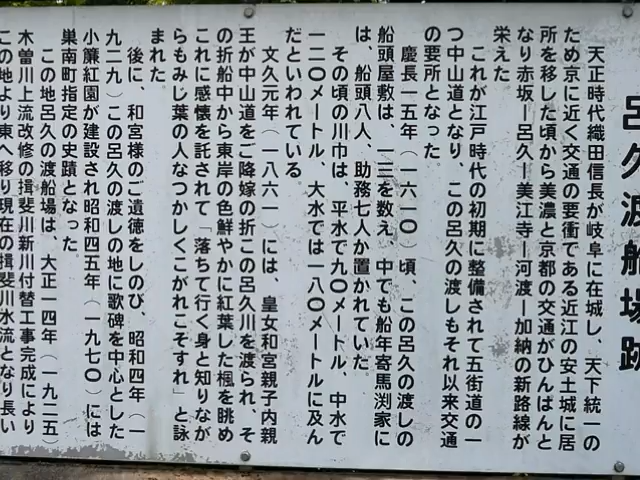 呂久渡船場跡
天正時代織田信長が岐阜に在城し、天下統一の
ため京に近く交通の要衝である近江の安土城に居
所を移した頃から美濃と京都の交通がひんぱんと
なり赤坂ー呂久ー美江寺ー河渡ー加納の新路線が
栄えた
これが江戸時代の初期に整備されて五街道の一
つ中山道となり、この呂久の渡しもそれ以来交通
の要所となった
慶長一五年(一六一〇)頃、この呂久の渡しの
船頭屋敷は、一三を数え、中でも船年寄馬渕家に
は、船頭八人、助務七人か置かれていた
その頃の川巾は、平水で九〇メートル、中水で
一二〇メートル、大水では一八〇メートルに及ん
だといわれている
文久元年(一八六一)には、皇女和宮親子内親
王が中山道をご降嫁の折この呂久川を渡られ、そ
の折船中から東岸の色鮮やかに紅葉した楓を眺め
これに感懐を託されて「落ちて行く身と知りなが
らもみじ葉の人なつかしくこがれこそすれ」と詠
まれた
後に、和宮様のご遺徳をしのび、昭和四年(一
九二九)この呂久の渡しの地に歌碑を中心とした
小簾紅園が建設され昭和四五年(一九七〇)には
巣南町指定の史蹟となった
この地呂久の渡船場は、大正一四年(一九二五)
木曽川上流改修の揖斐川新川付替工事完成により
この地より東へ移り現在の揖斐川水流となり長い